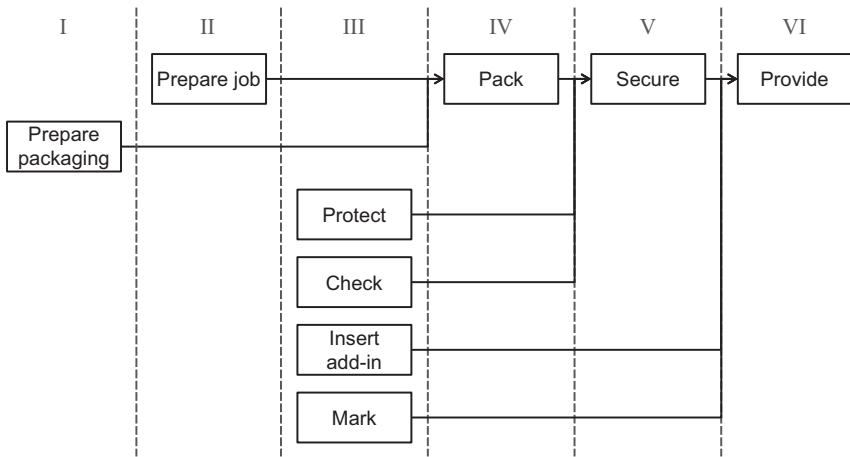 I II III IV V VI
Prepare job Pack Secure Provide
Prepare
packaging
Protect
Check
Insert
add-in
Mark